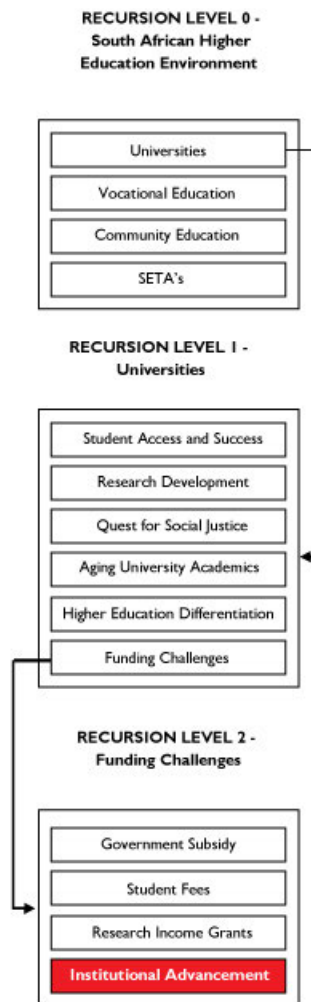 RECURSION LEVEL 0 -
South African Higher
Education Environment
Universities
Vocational Education
Community Education
SETA's
RECURSION LEVEL 1 -
Universities
Student Access and Success
Research Development
Quest for Social Justice
Aging University Academics
Higher Education Differentiation
Funding Challenges
RECURSION LEVEL 2 -
Funding Challenges
Government Subsidy
Student Fees
Research Income Grants
Institutional Advancement